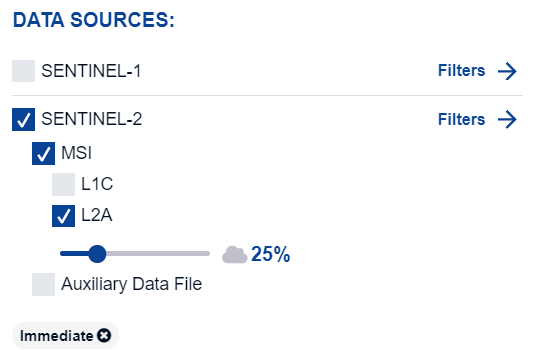 DATA SOURCES:
SENTINEL-1 Filters
SENTINEL-2 Filters
MSI
L1C
L2A
25%
Auxiliary Data File
Immediate